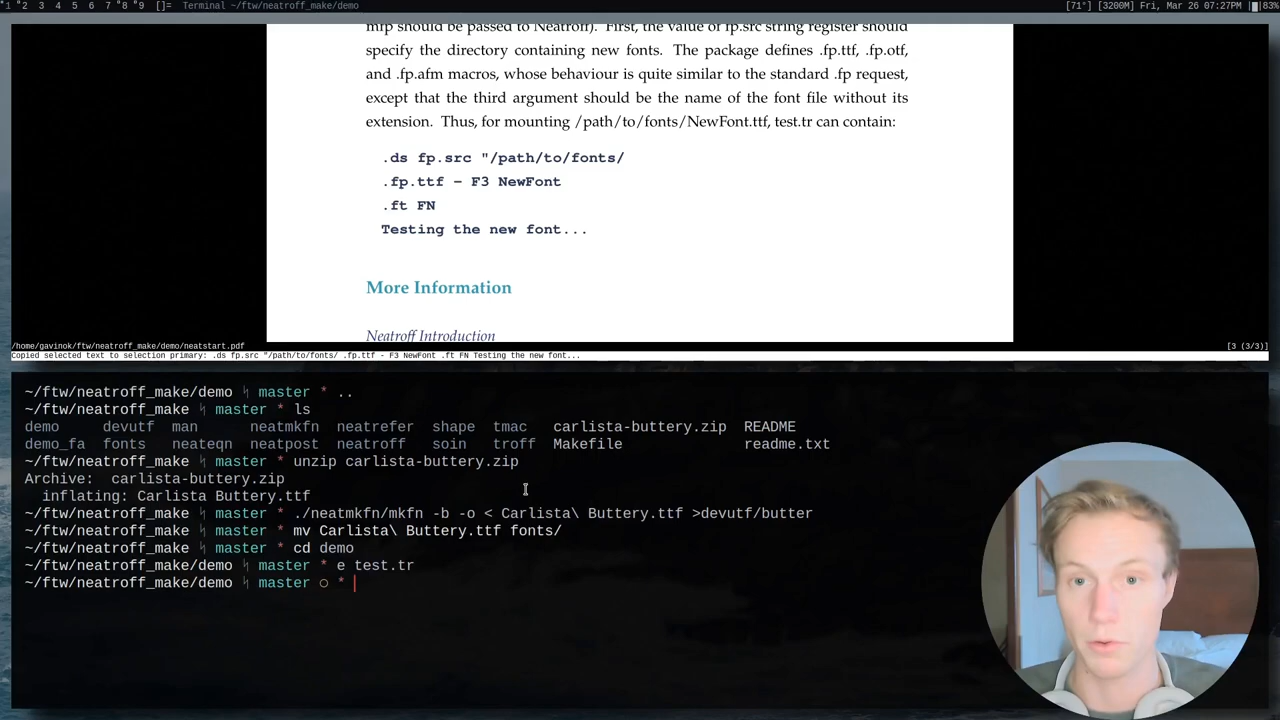 1 2 3 4 5 6 7 8 9 []= Terminal ~/ftw/neatroff_make/demo [71°] [3200M] Fri, Mar 26 07:27PM 83%
mfp should be passed to Neatroff). First, the value of fp.src string register should
specify the directory containing new fonts. The package defines .fp.ttf, .fp.otf,
and .fp.afm macros, whose behaviour is quite similar to the standard .fp request,
except that the third argument should be the name of the font file without its
extension. Thus, for mounting /path/to/fonts/NewFont.ttf, test.tr can contain:
.ds fp.src "/path/to/fonts/
.fp.ttf − F3 NewFont
.ft FN
Testing the new font...
More Information
Neatroff Introduction
/home/gavinok/ftw/neatroff_make/demo/neatstart.pdf [3 (3/3)]
Copied selected text to selection primary: .ds fp.src "/path/to/fonts/ .fp.ttf - F3 NewFont .ft FN Testing the new font...
~/ftw/neatroff_make/demo master * ..
~/ftw/neatroff_make master * ls
demo devutf man neatmkfn neatrefer shape tmac carlista-buttery.zip README
demo_fa fonts neateqn neatpost neatroff soin troff Makefile readme.txt
~/ftw/neatroff_make master * unzip carlista-buttery.zip
Archive: carlista-buttery.zip
inflating: Carlista Buttery.ttf
~/ftw/neatroff_make master * ./neatmkfn/mkfn -b -o < Carlista\ Buttery.ttf >devutf/butter
~/ftw/neatroff_make master * mv Carlista\ Buttery.ttf fonts/
~/ftw/neatroff_make master * cd demo
~/ftw/neatroff_make/demo master * e test.tr
~/ftw/neatroff_make/demo master ○ *